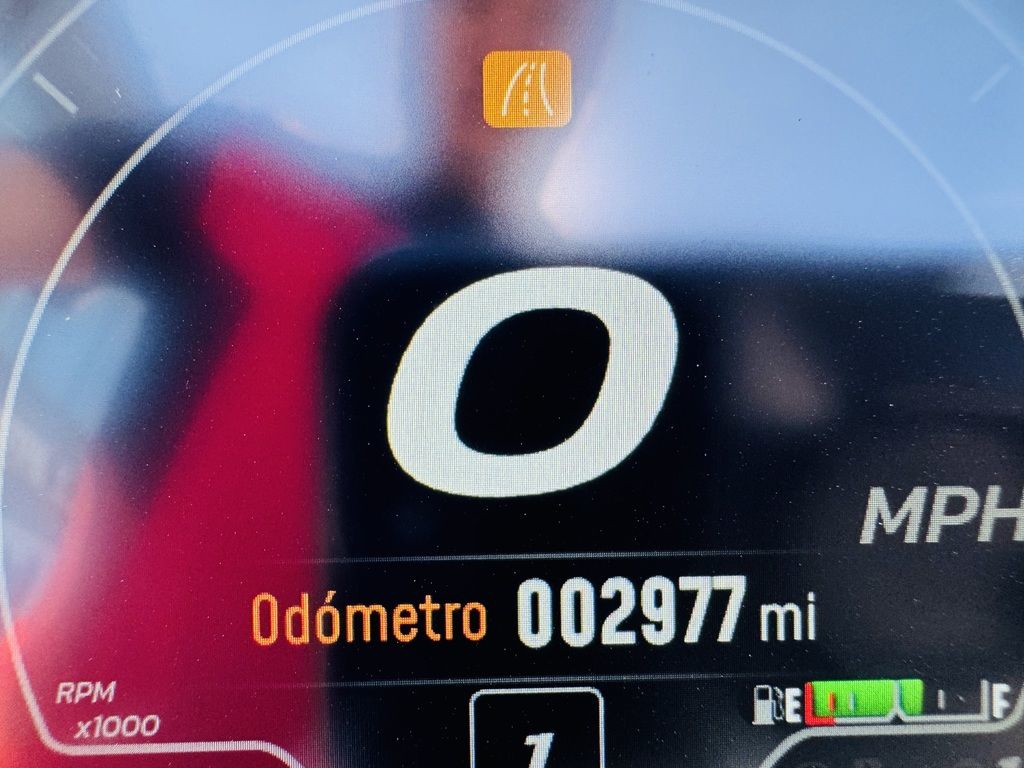 0
MPH
Odómetro 002977 mi
RPM
x1000
E F
1